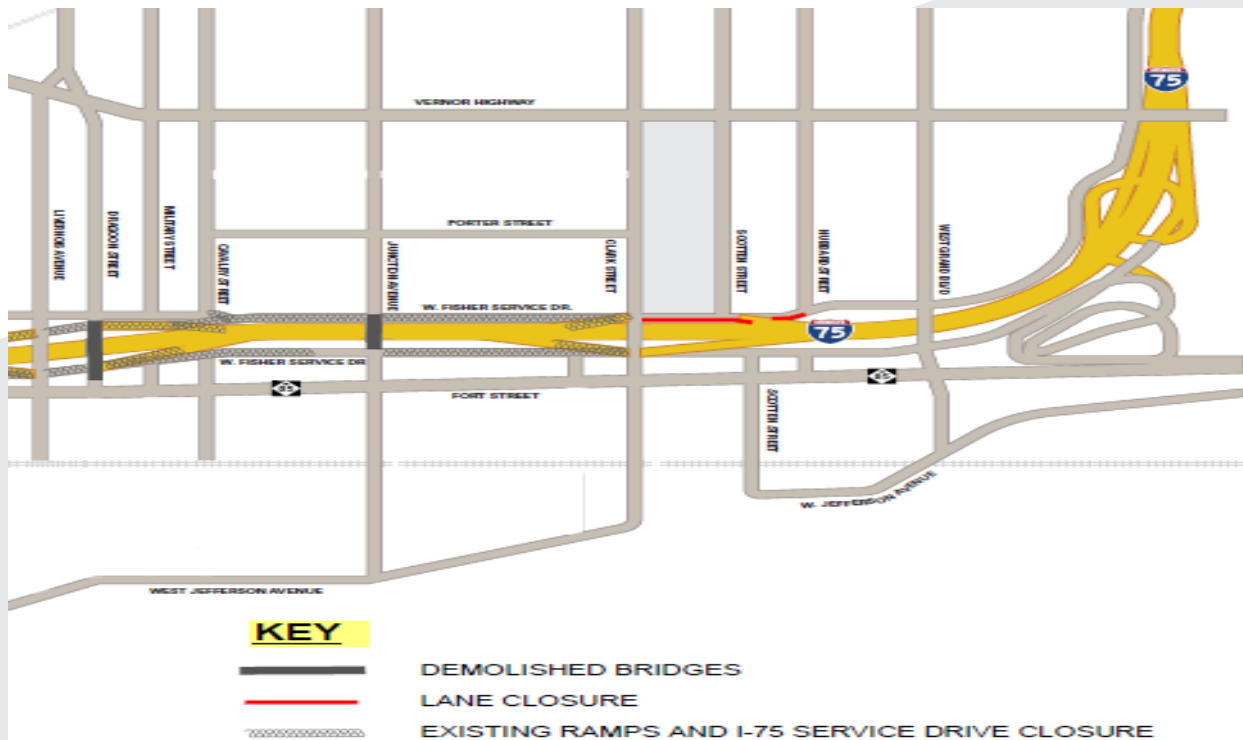 75
VERNOR HIGHWAY
LIVERNOIS AVENUE
DRAGOON STREET
MILITARY STREET
CAVALRY STREET
PORTER STREET
JUNCTION AVENUE
CLARK STREET
SCOTTEN STREET
HUBBARD STREET
WEST GRAND BLVD
W. FISHER SERVICE DR.
75
W. FISHER SERVICE DR
85
85
FORT STREET
SCOTTEN STREET
W. JEFFERSON AVENUE
WEST JEFFERSON AVENUE
KEY
DEMOLISHED BRIDGES
LANE CLOSURE
EXISTING RAMPS AND I-75 SERVICE DRIVE CLOSURE